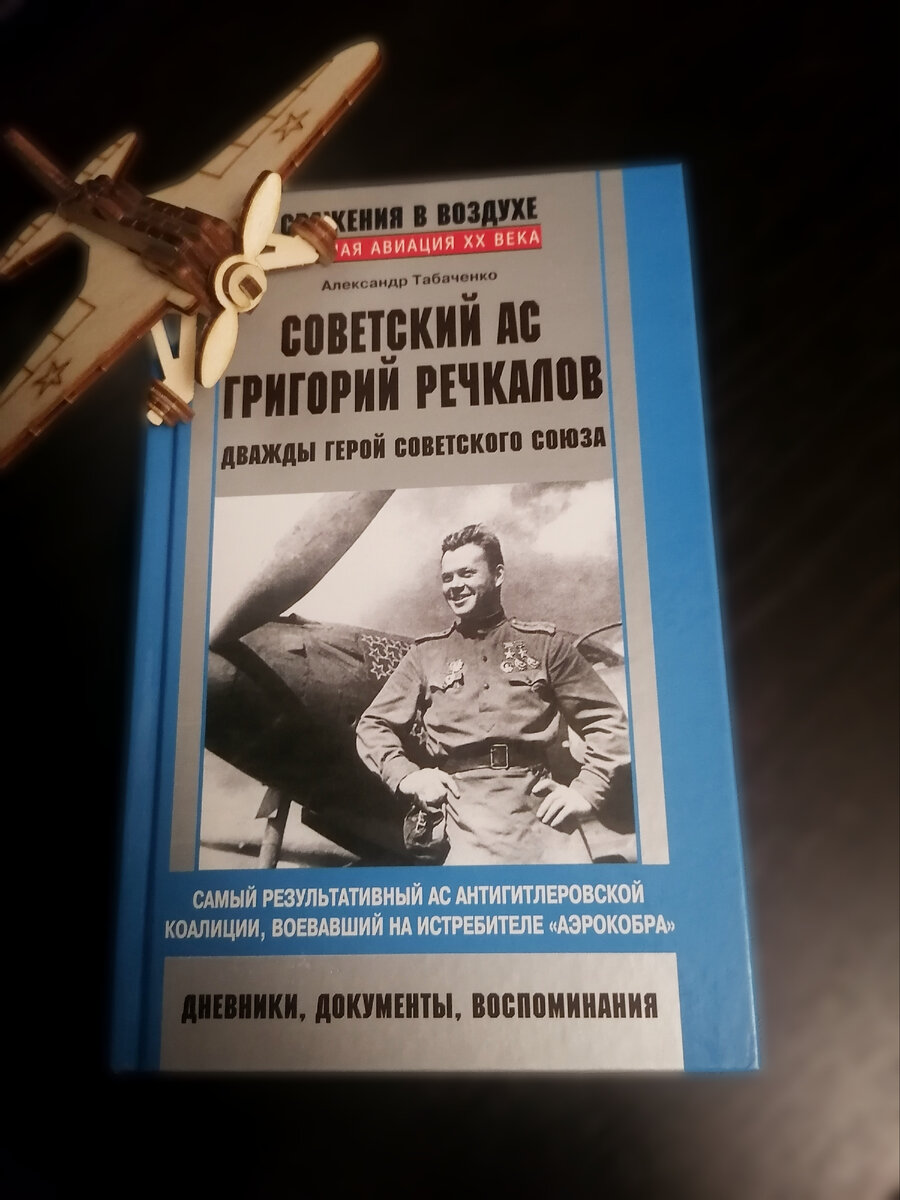 В ВОЗДУХЕ
АВИАЦИЯ XX ВЕКА
Александр Табаченко
СОВЕТСКИЙ АС
ГРИГОРИЙ РЕЧКАЛОВ
ДВАЖДЫ ГЕРОЙ СОВЕТСКОГО СОЮЗА
САМЫЙ РЕЗУЛЬТАТИВНЫЙ АС АНТИГИТЛЕРОВСКОЙ
КОАЛИЦИИ, ВОЕВАВШИЙ НА ИСТРЕБИТЕЛЕ «АЭРОКОБРА»
ДНЕВНИКИ, ДОКУМЕНТЫ, ВОСПОМИНАНИЯ